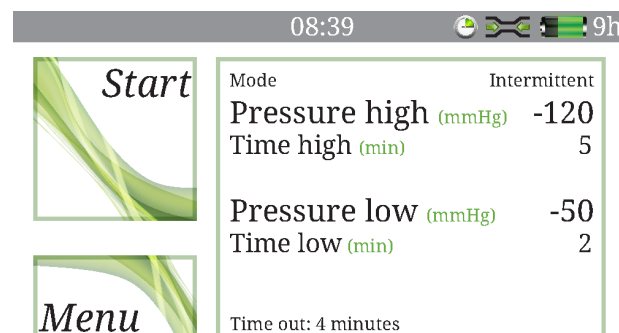 08:39 9h
Start
Mode Intermittent
Pressure high (mmHg) -120
Time high (min) 5
Pressure low (mmHg) -50
Time low (min) 2
Menu
Time out: 4 minutes